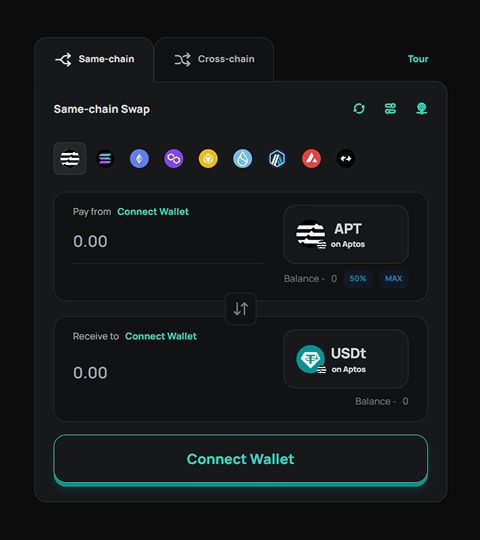 Same-chain
Cross-chain
Tour
Same-chain Swap
Pay from Connect Wallet
0.00
APT
on Aptos
Balance - 0 50% MAX
Receive to Connect Wallet
0.00
USDt
on Aptos
Balance - 0
Connect Wallet